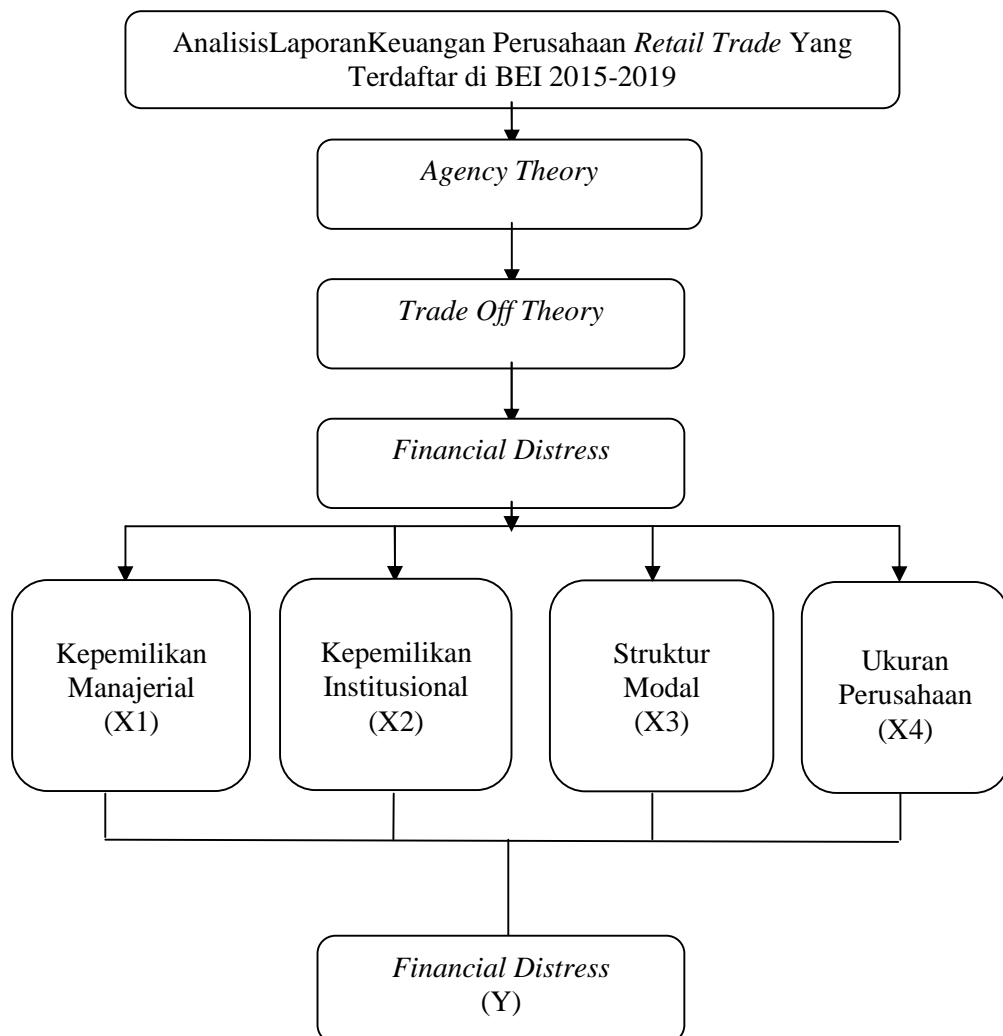 AnalisisLaporanKeuangan Perusahaan Retail Trade Yang
Terdaftar di BEI 2015-2019
Agency Theory
Trade Off Theory
Financial Distress
Kepemilikan
Manajerial
(X1)
Kepemilikan
Institusional
(X2)
Struktur
Modal
(X3)
Ukuran
Perusahaan
(X4)
Financial Distress
(Y)